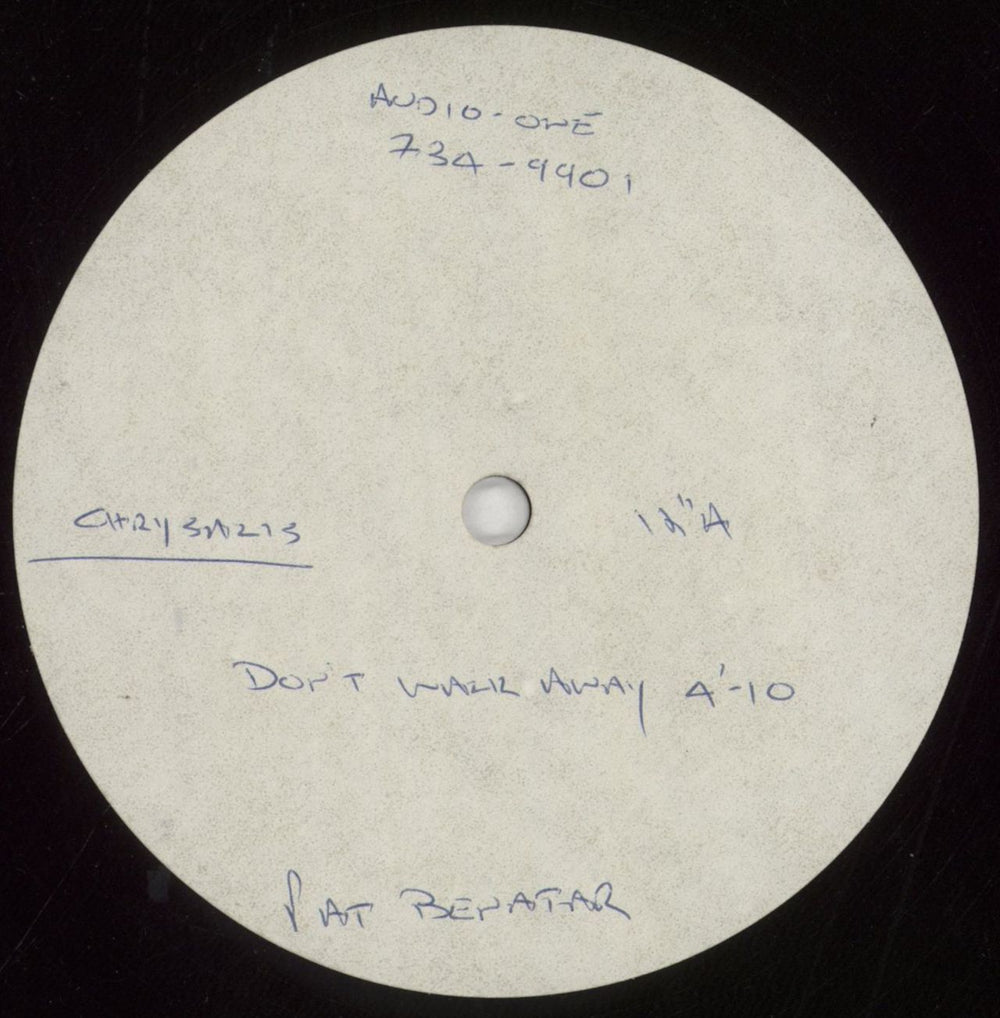 AUDIO-ONE
734-9901
CHRYSALIS
12"A
DON'T WALK AWAY 4'-10
PAT BENATAR